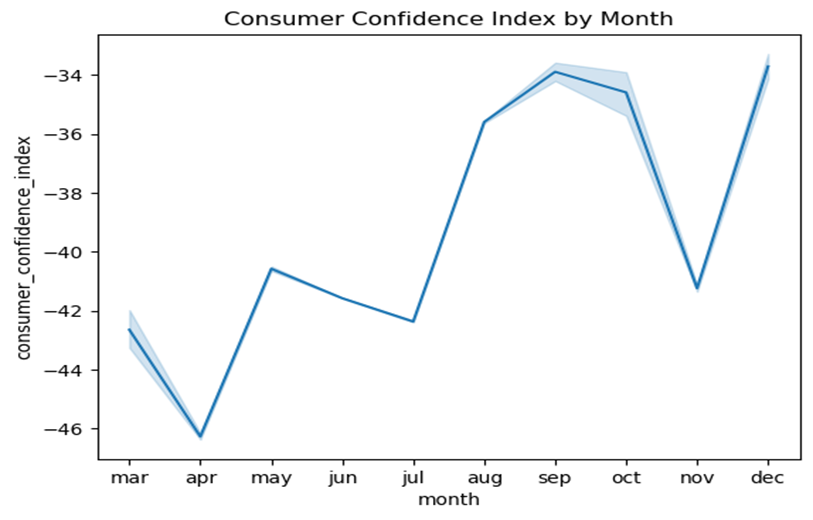 Consumer Confidence Index by Month
consumer_confidence_index
−34
−36
−38
−40
−42
−44
−46
mar apr may jun jul aug sep oct nov dec
month